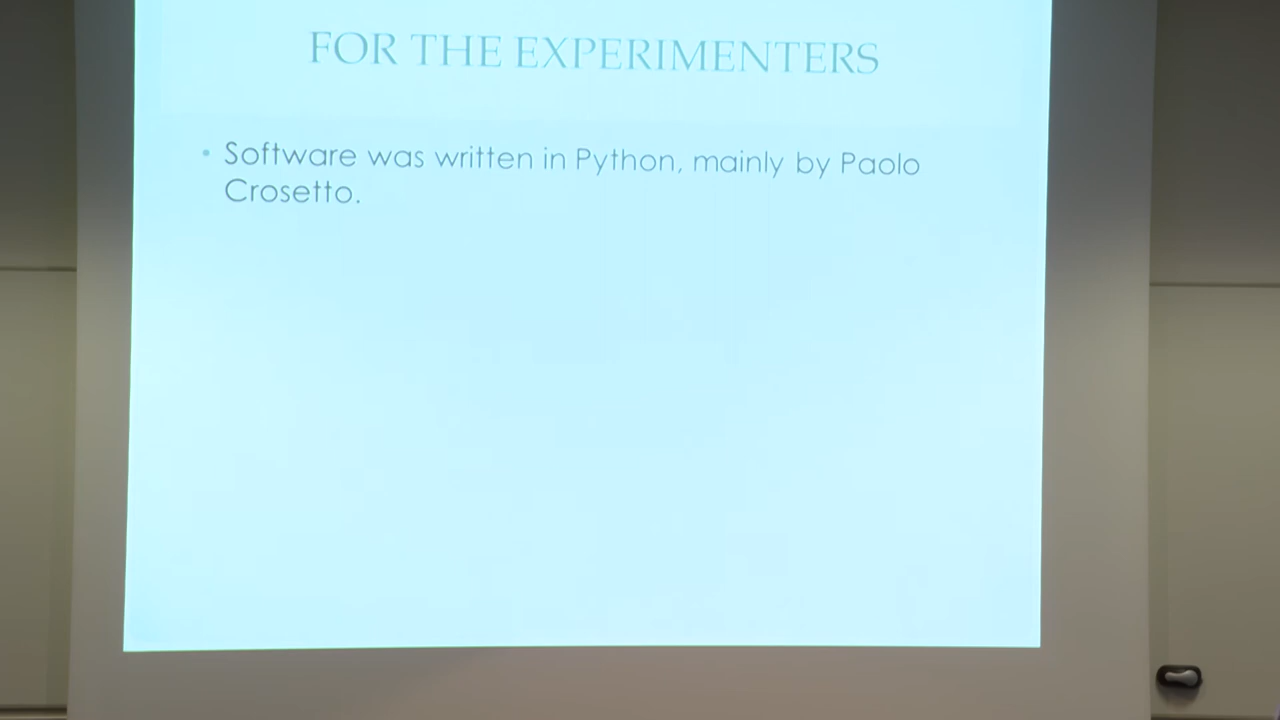 FOR THE EXPERIMENTERS
• Software was written in Python, mainly by Paolo
Crosetto.